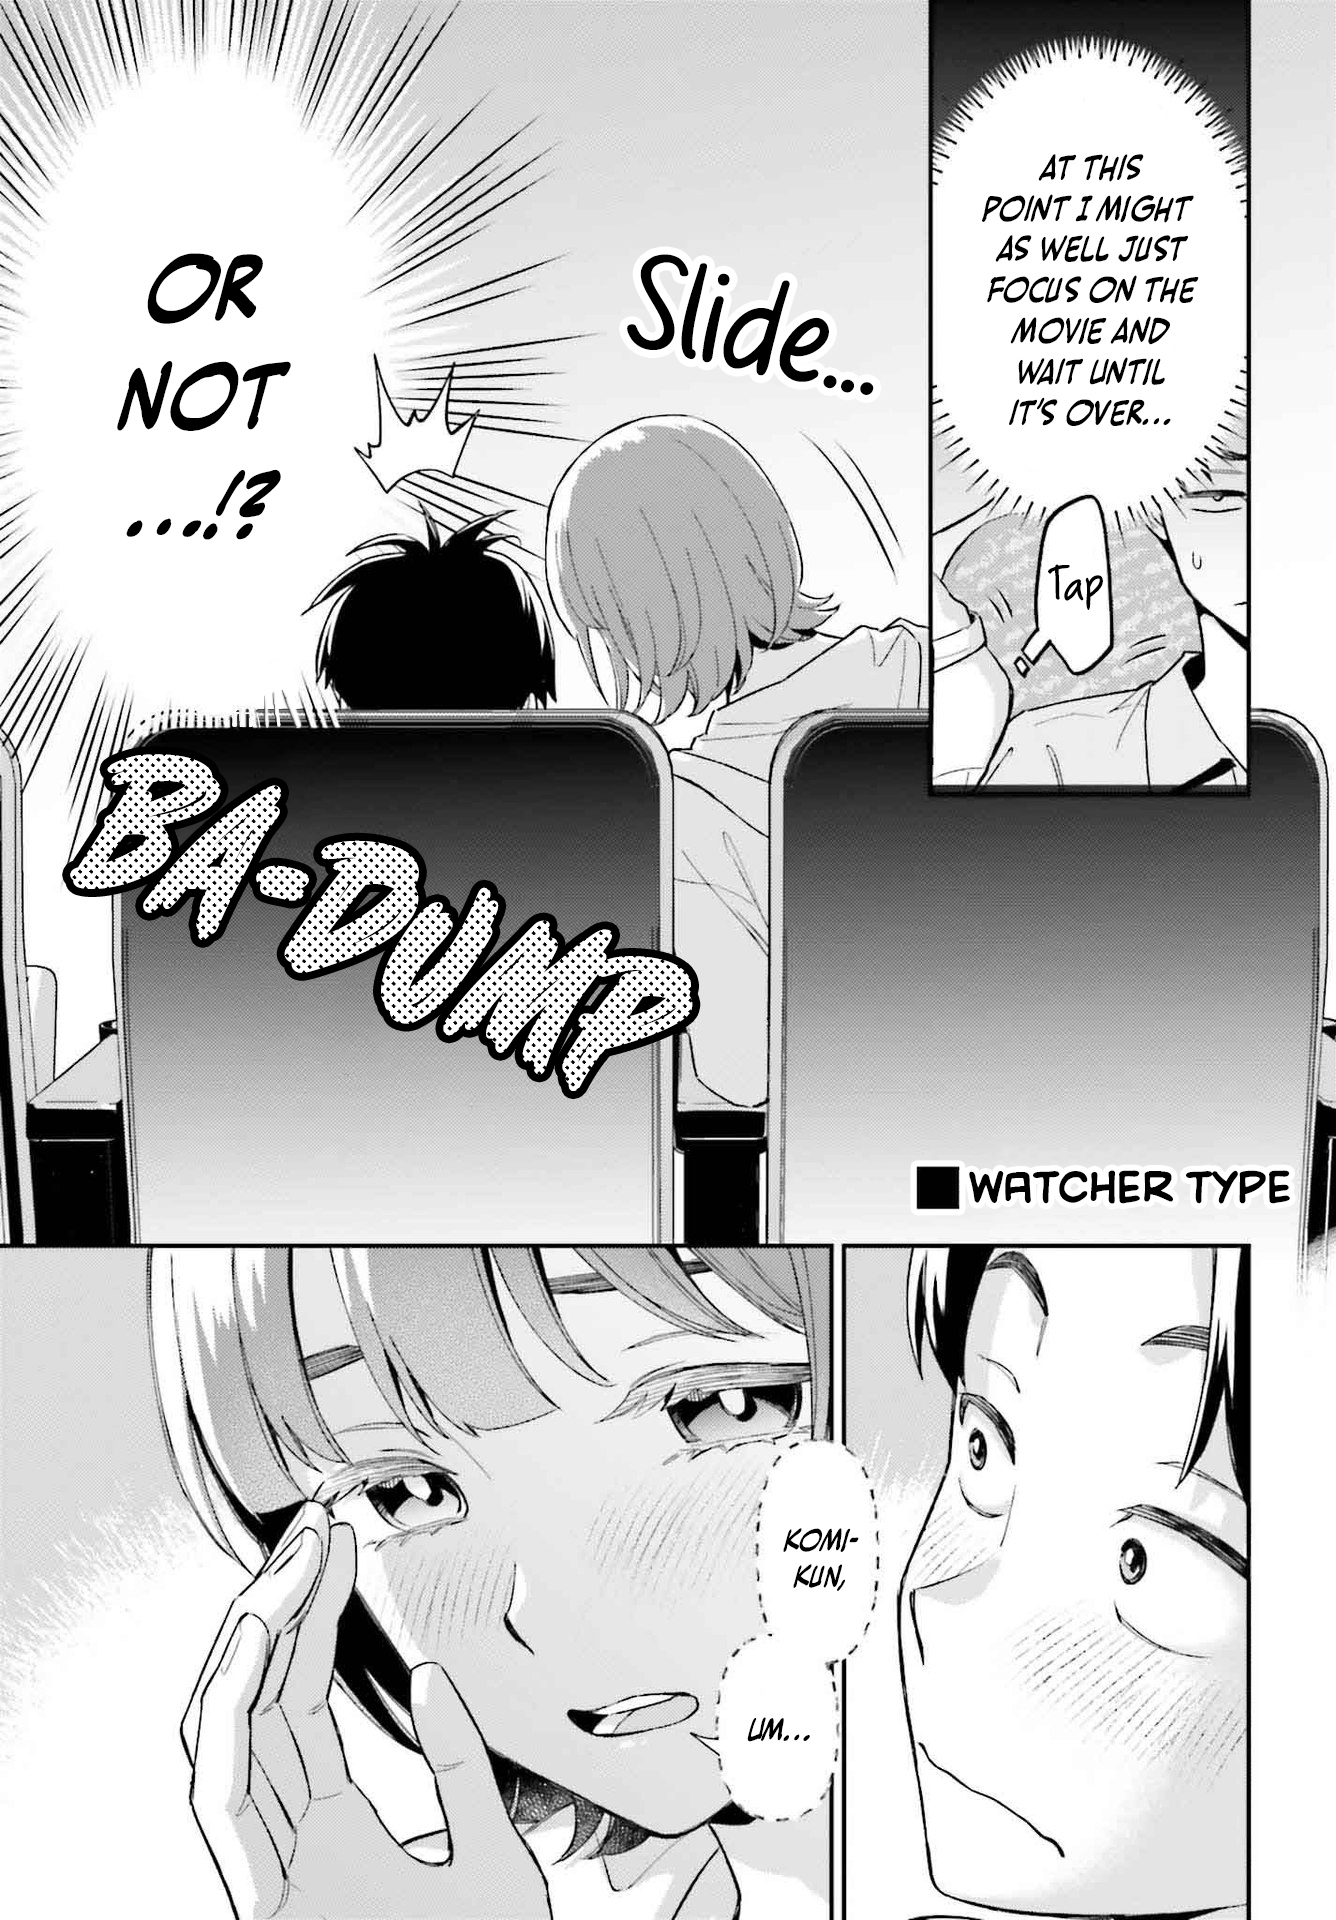 AT THIS
POINT I MIGHT
AS WELL JUST
FOCUS ON THE
MOVIE AND
WAIT UNTIL
IT'S OVER...
Tap
Slide...
OR
NOT
...!?
BA-DUMP
■WATCHER TYPE
KOMI-
KUN,
UM...